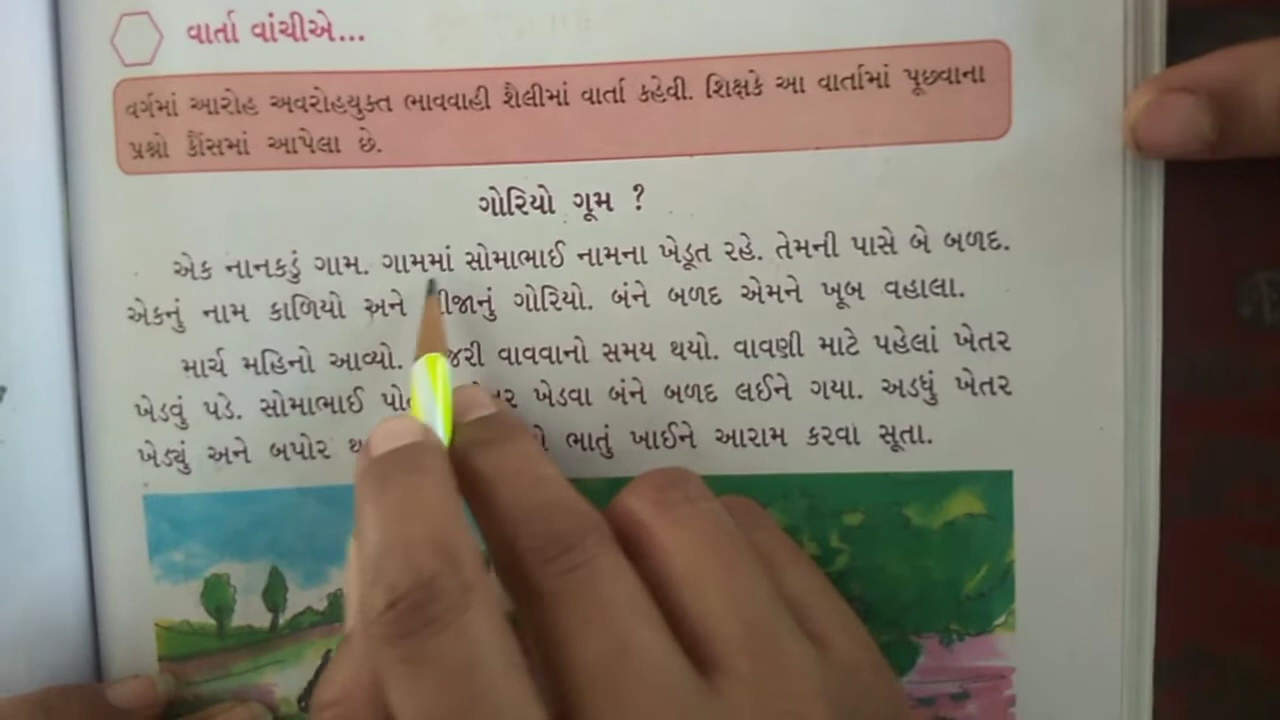 વાર્તા વાંચીએ...
વર્ગમાં આરોહ અવરોહયુક્ત ભાવવાહી શૈલીમાં વાર્તા કહેવી. શિક્ષકે આ વાર્તામાં પૂછવાના
પ્રશ્નો કૌંસમાં આપેલા છે.
ગોરિયો ગૂમ ?
એક નાનકડું ગામ. ગામમાં સોમાભાઈ નામના ખેડૂત રહે. તેમની પાસે બે બળદ.
એકનું નામ કાળિયો અને ગોરિયો. બંને બળદ એમને ખૂબ વહાલા.
માર્ચ મહિનો આવ્યો. વાવવાનો સમય થયો. વાવણી માટે પહેલાં ખેતર
ખેડવું પડે. સોમાભાઈ ખેડવા બંને બળદ લઈને ગયા. અડધું ખેતર
ખેડ્યું અને બપોર ભાતું ખાઈને આરામ કરવા સૂતા.